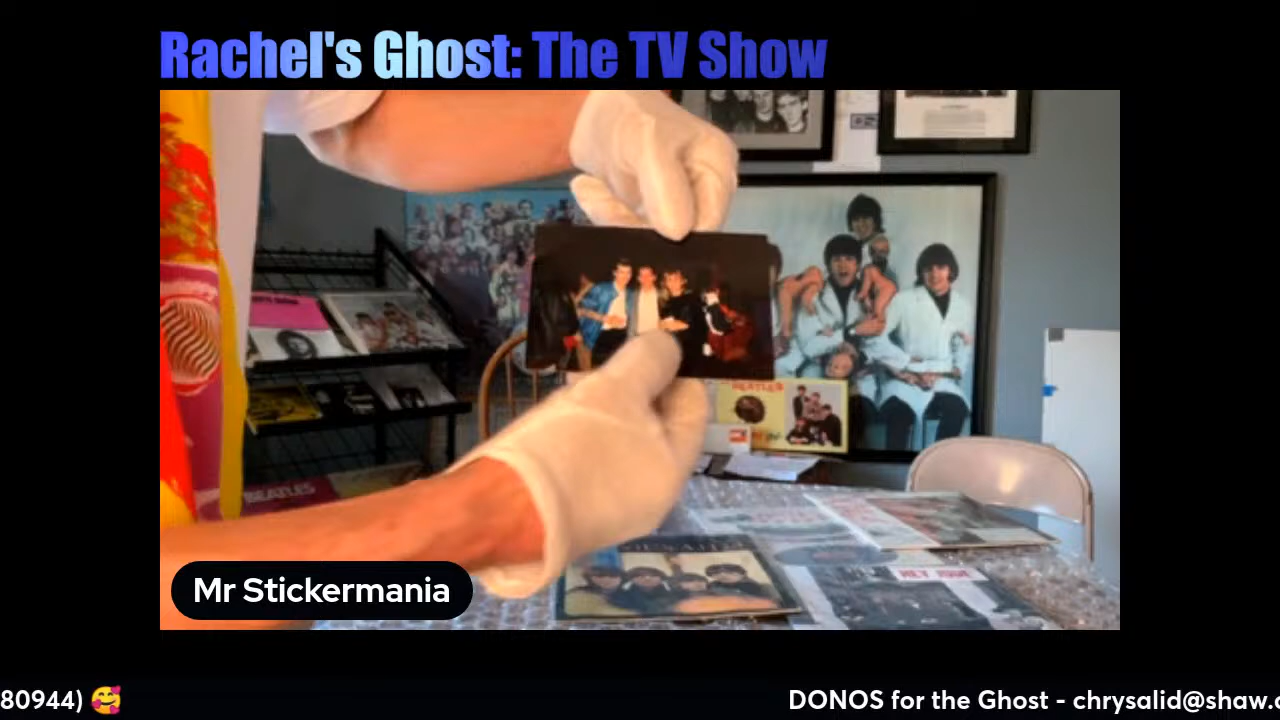 Rachel's Ghost: The TV Show
BEATLES
BEATLES
HEY JUDE
Mr Stickermania
80944) 🥰
DONOS for the Ghost - chrysalid@shaw.c